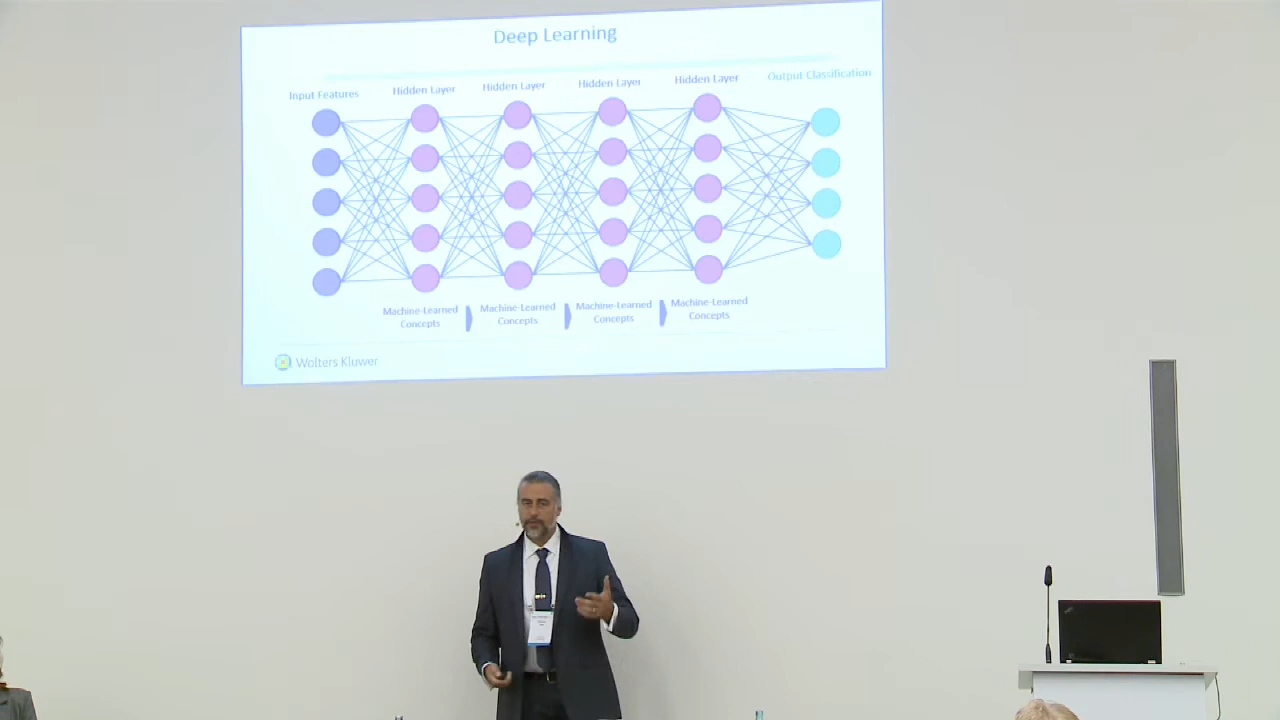 Deep Learning
Input Features
Hidden Layer
Hidden Layer
Hidden Layer
Hidden Layer
Output Classification
Machine-Learned
Concepts
Machine-Learned
Concepts
Machine-Learned
Concepts
Machine-Learned
Concepts
Wolters Kluwer